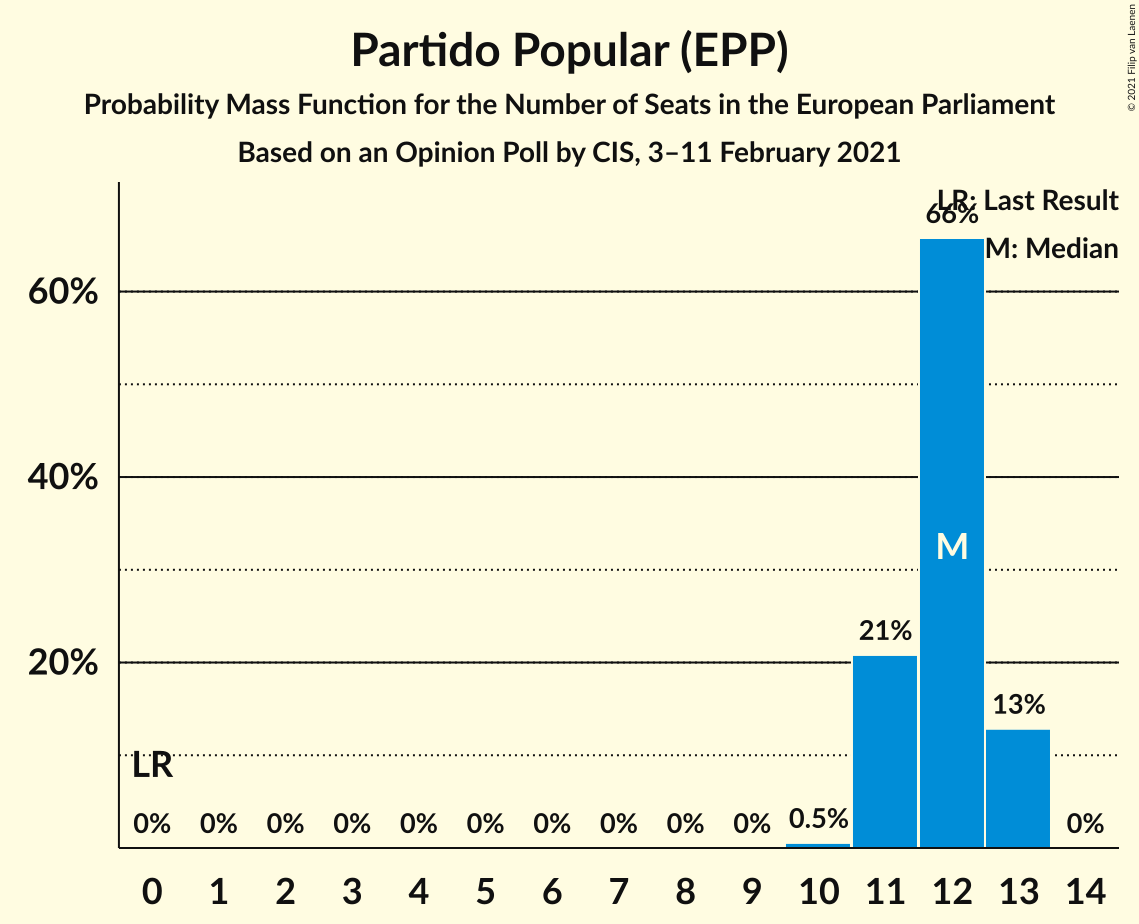 Partido Popular (EPP)
Probability Mass Function for the Number of Seats in the European Parliament
Based on an Opinion Poll by CIS, 3–11 February 2021
© 2021 Filip van Laenen
LR: Last Result
M: Median
60%
40%
20%
LR
M
0% 0% 0% 0% 0% 0% 0% 0% 0% 0% 0.5% 21% 66% 13% 0%
0 1 2 3 4 5 6 7 8 9 10 11 12 13 14